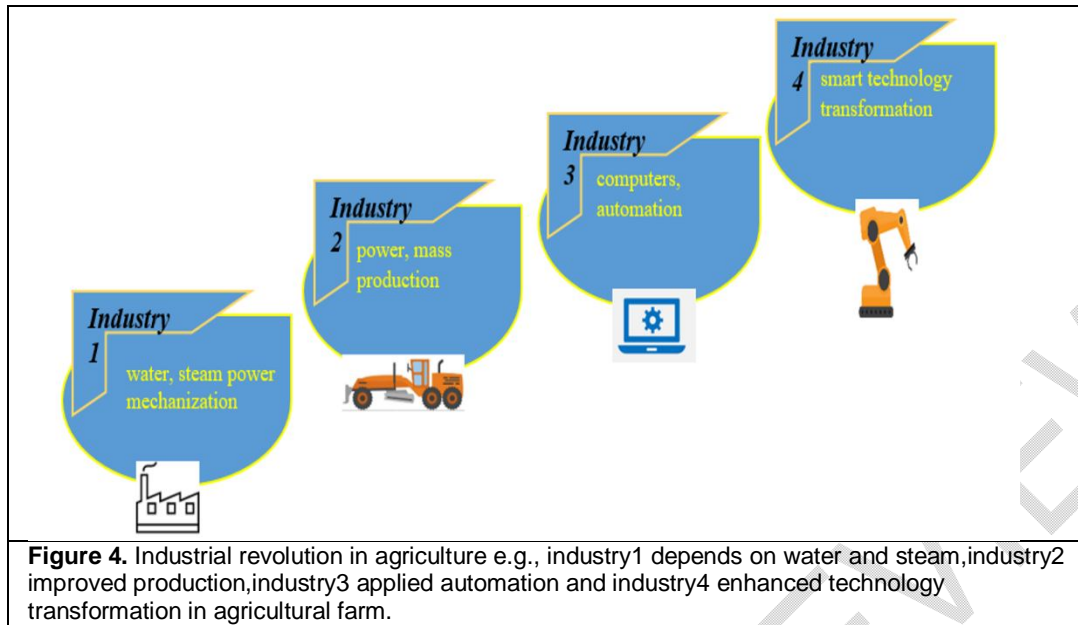 Industry
1
water, steam power
mechanization
Industry
2
power, mass
production
Industry
3
computers,
automation
Industry
4
smart technology
transformation
Figure 4. Industrial revolution in agriculture e.g., industry1 depends on water and steam,industry2
improved production,industry3 applied automation and industry4 enhanced technology
transformation in agricultural farm.